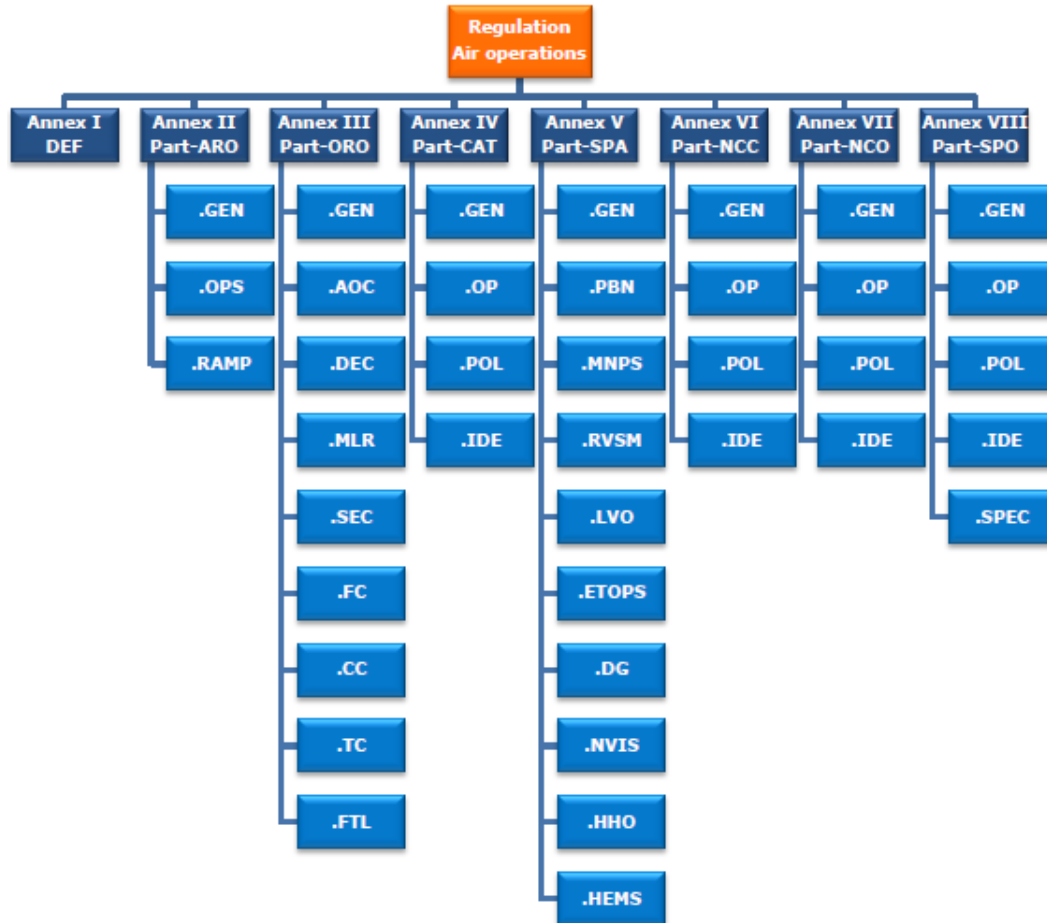 Regulation
Air operations
Annex I
DEF
Annex II
Part-ARO
Annex III
Part-ORO
Annex IV
Part-CAT
Annex V
Part-SPA
Annex VI
Part-NCC
Annex VII
Part-NCO
Annex VIII
Part-SPO
.GEN
.GEN
.GEN
.GEN
.GEN
.GEN
.GEN
.OPS
.AOC
.OP
.PBN
.OP
.OP
.OP
.RAMP
.DEC
.POL
.MNPS
.POL
.POL
.POL
.MLR
.IDE
.RVSM
.IDE
.IDE
.IDE
.SEC
.LVO
.SPEC
.FC
.ETOPS
.CC
.DG
.TC
.NVIS
.FTL
.HHO
.HEMS